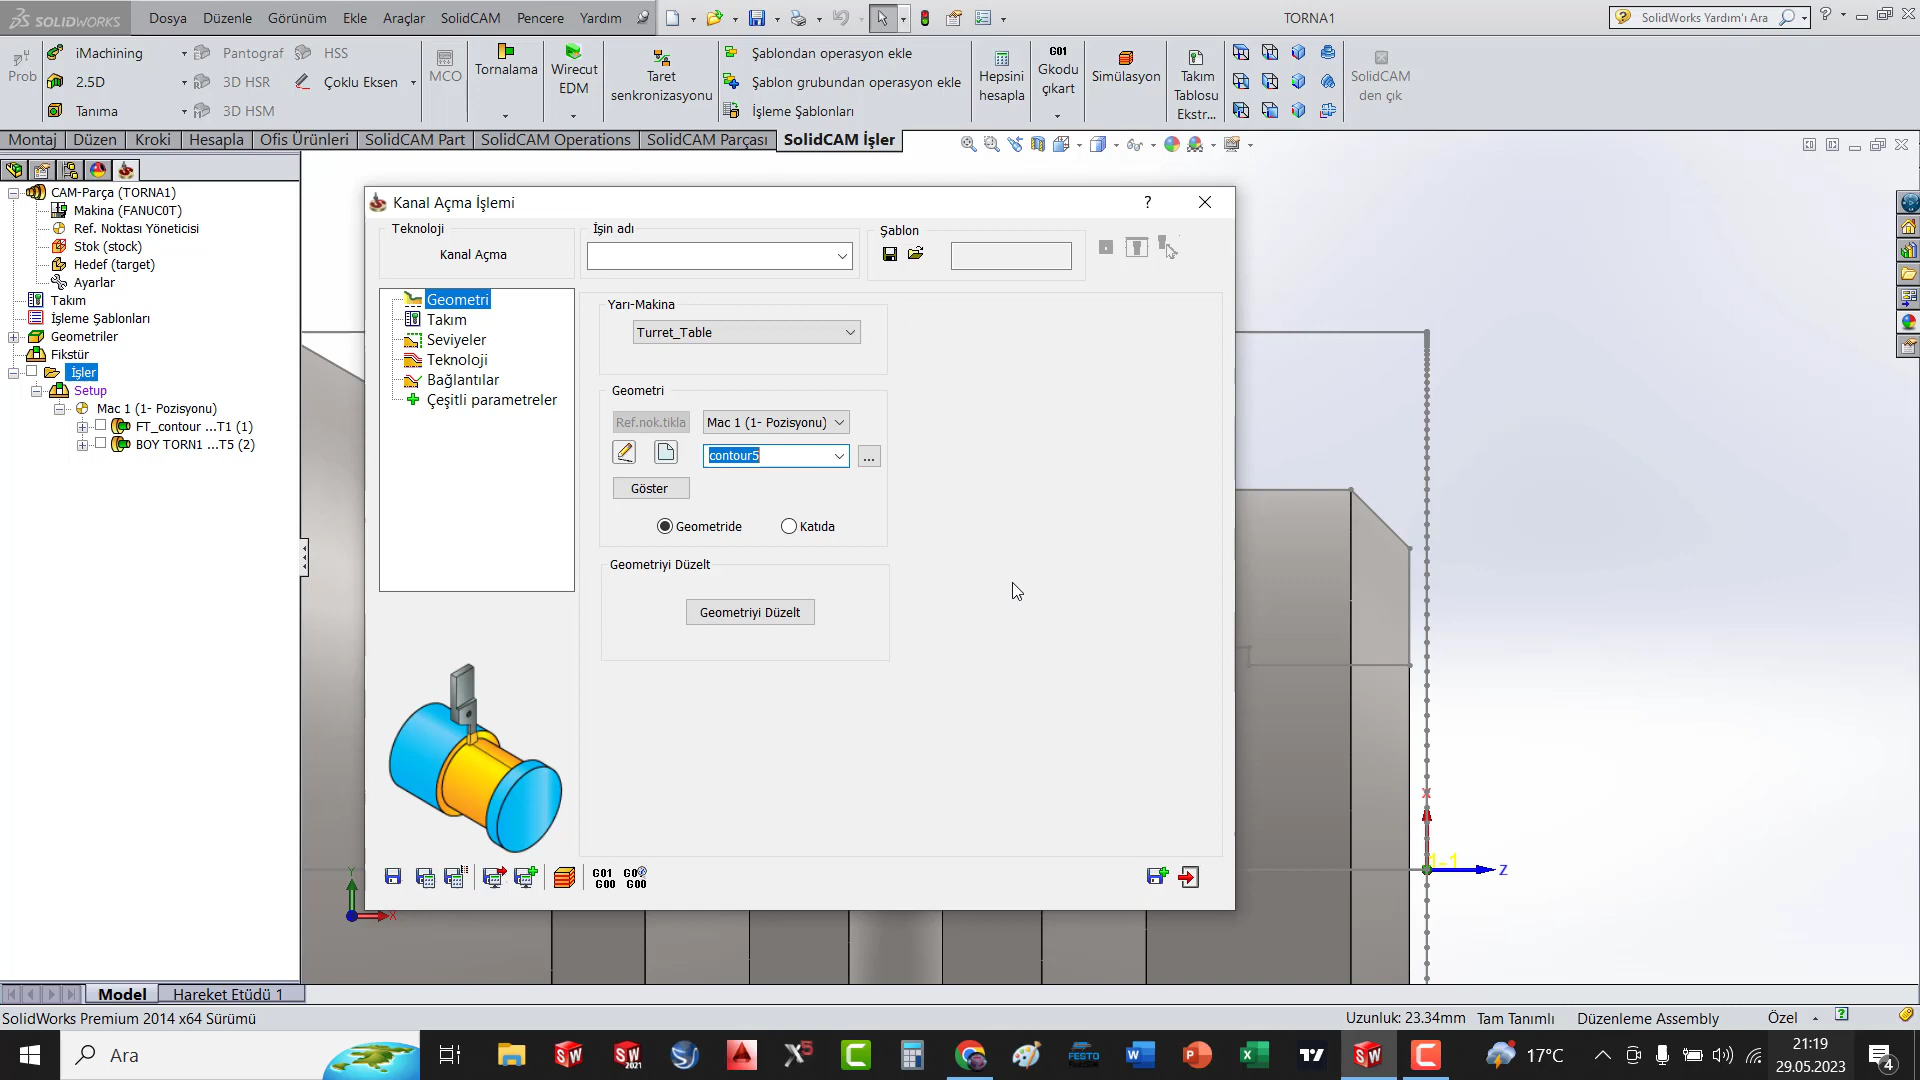 SOLIDWORKS
Dosya
Düzenle
Görünüm
Ekle
Araçlar
SolidCAM
Pencere
Yardım
TORNA1
SolidWorks Yardım'ı Ara
Prob
iMachining
2.5D
Tanıma
Pantograf
3D HSR
3D HSM
HSS
Çoklu Eksen
MCO
Tornalama
Wirecut
EDM
Taret
senkronizasyonu
Şablondan operasyon ekle
Şablon grubundan operasyon ekle
İşleme Şablonları
Hepsini
hesapla
G01
Gkodu
çıkart
Simülasyon
Takım
Tablosu
Ekstr...
SolidCAM
den çık
Montaj
Düzen
Kroki
Hesapla
Ofis Ürünleri
SolidCAM Part
SolidCAM Operations
SolidCAM Parçası
SolidCAM İşler
CAM-Parça (TORNA1)
Makina (FANUC0T)
Ref. Noktası Yöneticisi
Stok (stock)
Hedef (target)
Ayarlar
Takım
İşleme Şablonları
Geometriler
Fikstür
İşler
Setup
Mac 1 (1- Pozisyonu)
FT_contour ...T1 (1)
BOY TORN1 ...T5 (2)
Kanal Açma İşlemi
?
Teknoloji
Kanal Açma
İşin adı
Şablon
Geometri
Takım
Seviyeler
Teknoloji
Bağlantılar
Çeşitli parametreler
Yarı-Makina
Turret_Table
Geometri
Ref.nok.tikla
Mac 1 (1- Pozisyonu)
contour5
...
Göster
Geometride
Katıda
Geometriyi Düzelt
Geometriyi Düzelt
G01
G00
G0
G00
X
1-1
Z
Y
X
Model
Hareket Etüdü 1
SolidWorks Premium 2014 x64 Sürümü
Uzunluk: 23.34mm
Tam Tanımlı
Düzenleme Assembly
Özel
Ara
2021
FESTO
17°C
21:19
29.05.2023
4